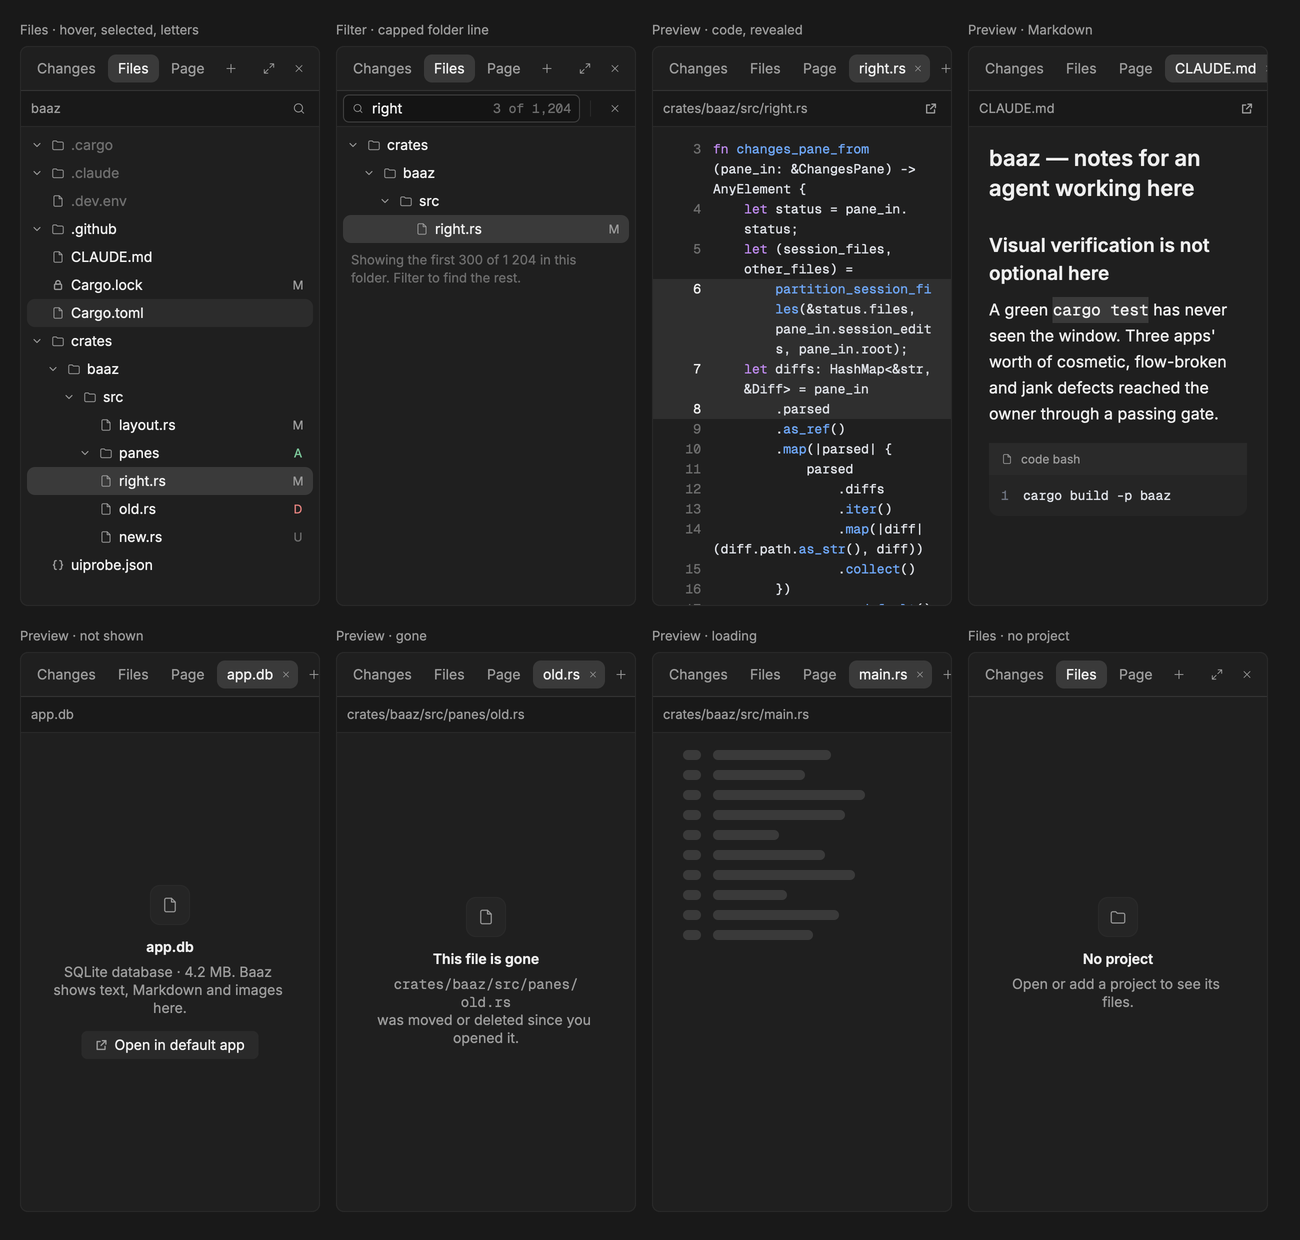 Files · hover, selected, letters
Changes Files Page
baaz
.cargo
.claude
.dev.env
.github
CLAUDE.md
Cargo.lock M
Cargo.toml
crates
baaz
src
layout.rs M
panes A
right.rs M
old.rs D
new.rs U
{} uiprobe.json
Filter · capped folder line
Changes Files Page
right 3 of 1,204
crates
baaz
src
right.rs M
Showing the first 300 of 1 204 in this
folder. Filter to find the rest.
Preview · code, revealed
Changes Files Page right.rs
crates/baaz/src/right.rs
3 fn changes_pane_from
(pane_in: &ChangesPane) ->
AnyElement {
4 let status = pane_in.
status;
5 let (session_files,
other_files) =
6 partition_session_fi
les(&status.files,
pane_in.session_edit
s, pane_in.root);
7 let diffs: HashMap<&str,
&Diff> = pane_in
8 .parsed
9 .as_ref()
10 .map(|parsed| {
11 parsed
12 .diffs
13 .iter()
14 .map(|diff|
(diff.path.as_str(), diff))
15 .collect()
16 })
Preview · Markdown
Changes Files Page CLAUDE.md
CLAUDE.md
baaz — notes for an
agent working here
Visual verification is not
optional here
A green cargo test has never
seen the window. Three apps'
worth of cosmetic, flow-broken
and jank defects reached the
owner through a passing gate.
code bash
1 cargo build -p baaz
Preview · not shown
Changes Files Page app.db
app.db
app.db
SQLite database · 4.2 MB. Baaz
shows text, Markdown and images
here.
Open in default app
Preview · gone
Changes Files Page old.rs
crates/baaz/src/panes/old.rs
This file is gone
crates/baaz/src/panes/
old.rs
was moved or deleted since you
opened it.
Preview · loading
Changes Files Page main.rs
crates/baaz/src/main.rs
Files · no project
Changes Files Page
No project
Open or add a project to see its
files.